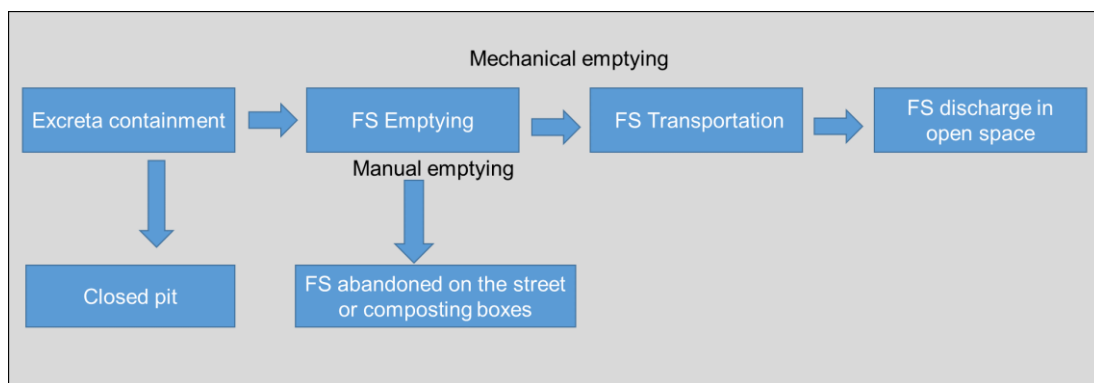 Mechanical emptying
Excreta containment
FS Emptying
FS Transportation
FS discharge in
open space
Manual emptying
Closed pit
FS abandoned on the street
or composting boxes